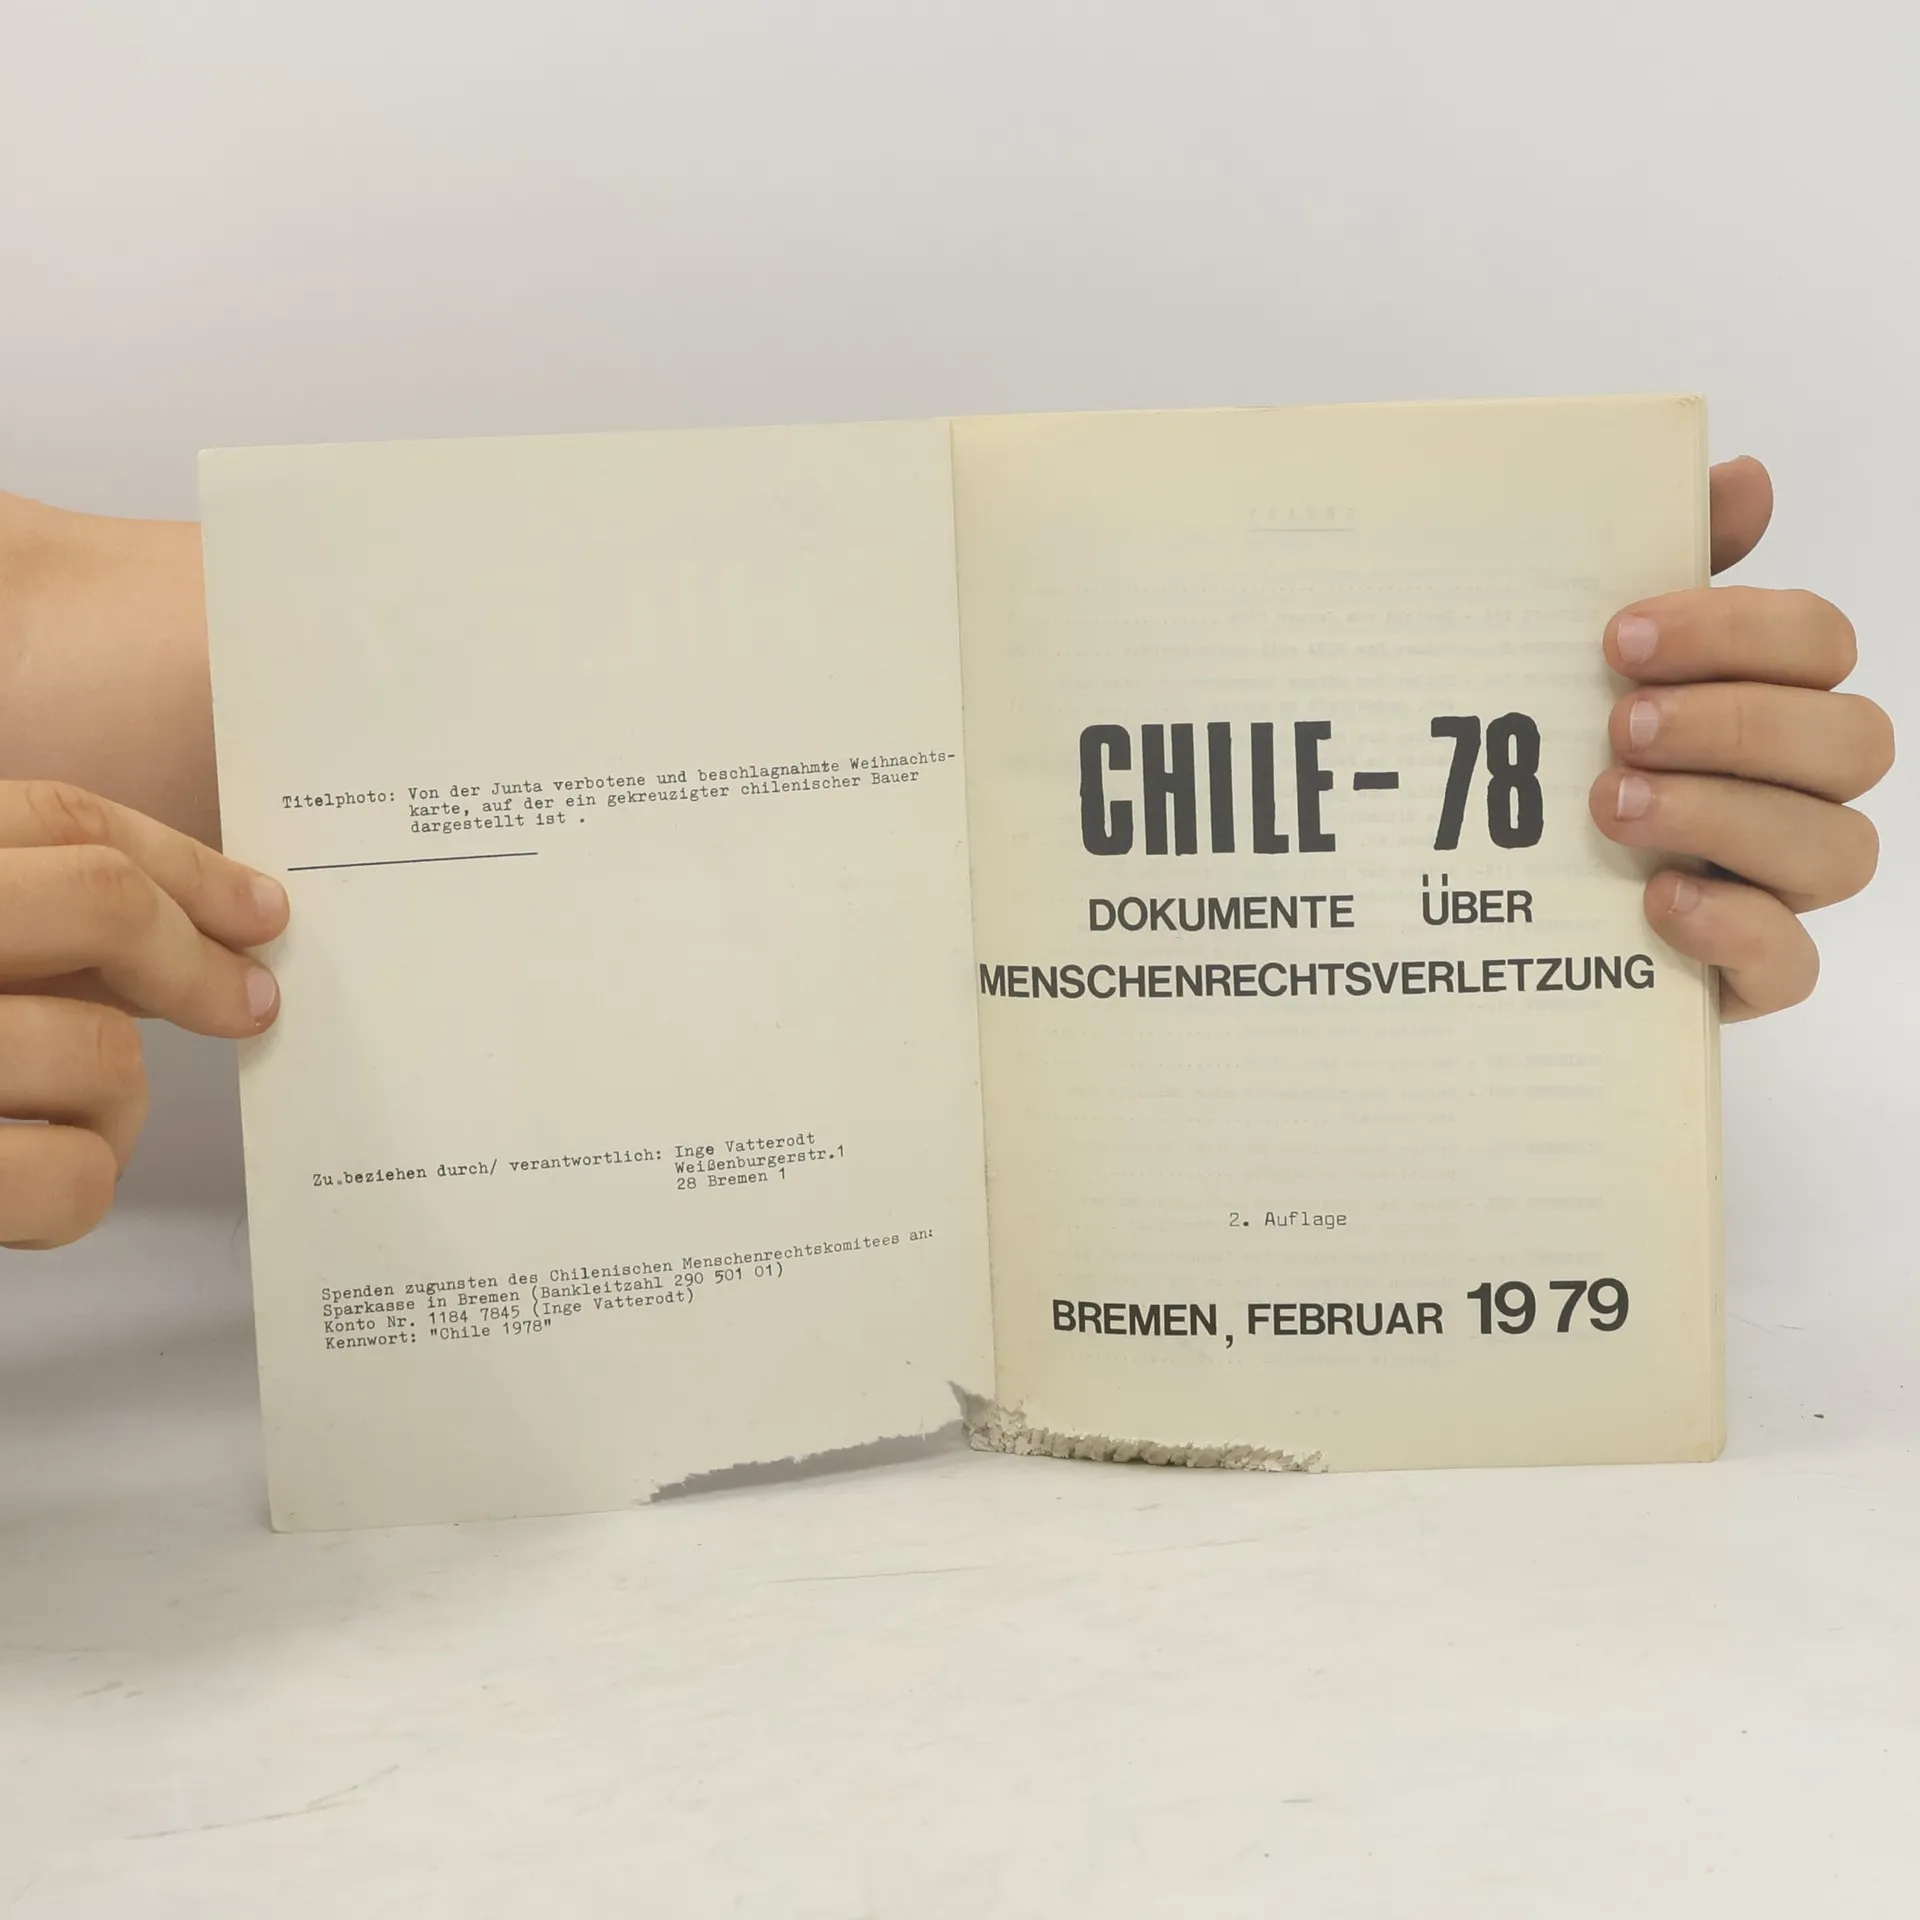 Titelphoto: Von der Junta verbotene und beschlagnahmte Weihnachts-
karte, auf der ein gekreuzigter chilenischer Bauer
dargestellt ist .
Zu.beziehen durch/ verantwortlich: Inge Vatterodt
Weißenburgerstr.1
28 Bremen 1
Spenden zugunsten des Chilenischen Menschenrechtskomitees an:
Sparkasse in Bremen (Bankleitzahl 290 501 01)
Konto Nr. 1184 7845 (Inge Vatterodt)
Kennwort: "Chile 1978"
CHILE-78
DOKUMENTE ÜBER
MENSCHENRECHTSVERLETZUNG
2. Auflage
BREMEN, FEBRUAR 1979